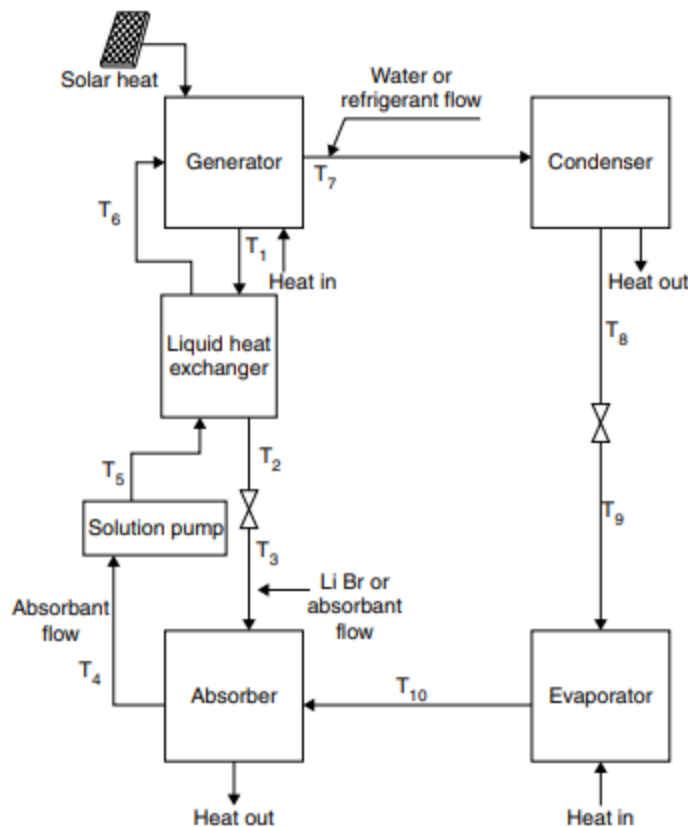 Solar heat
Water or
refrigerant flow
Generator
Condenser
T7
T6
T1
Heat in
Heat out
Liquid heat
exchanger
T8
T2
T5
Solution pump
T9
T3
Li Br or
absorbant
flow
Absorbant
flow
T4
Absorber
T10
Evaporator
Heat out
Heat in